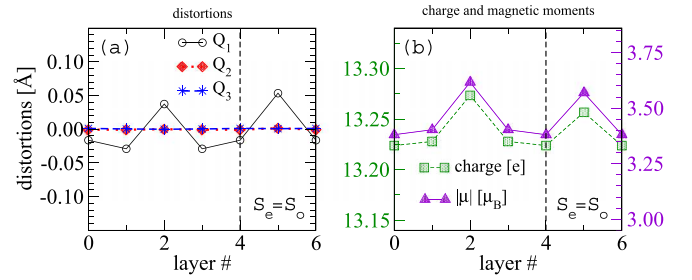 distortions
charge and magnetic moments
(a)
Q1
Q2
Q3
distortions [Å]
0.10
0.05
0.00
-0.05
-0.10
Se=So
0 2 4 6
layer #
(b)
13.30
13.25
13.20
13.15
charge [e]
|μ| [μB]
Se=So
3.75
3.50
3.25
3.00
0 2 4 6
layer #